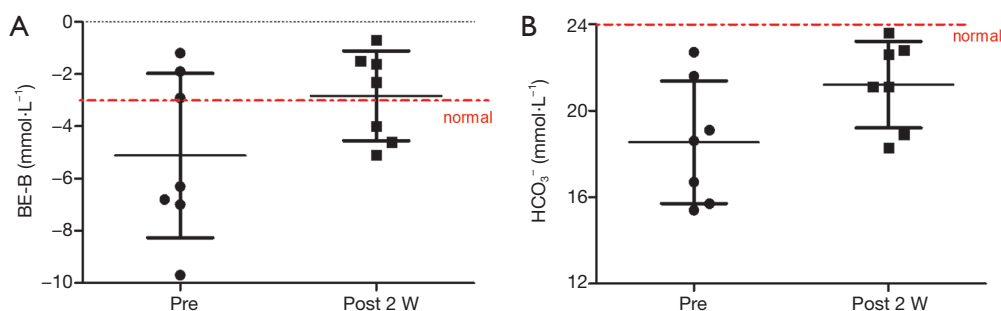 A
BE-B (mmol·L⁻¹)
0
−2
−4
−6
−8
−10
normal
Pre
Post 2 W
B
HCO₃⁻ (mmol·L⁻¹)
24
20
16
12
normal
Pre
Post 2 W